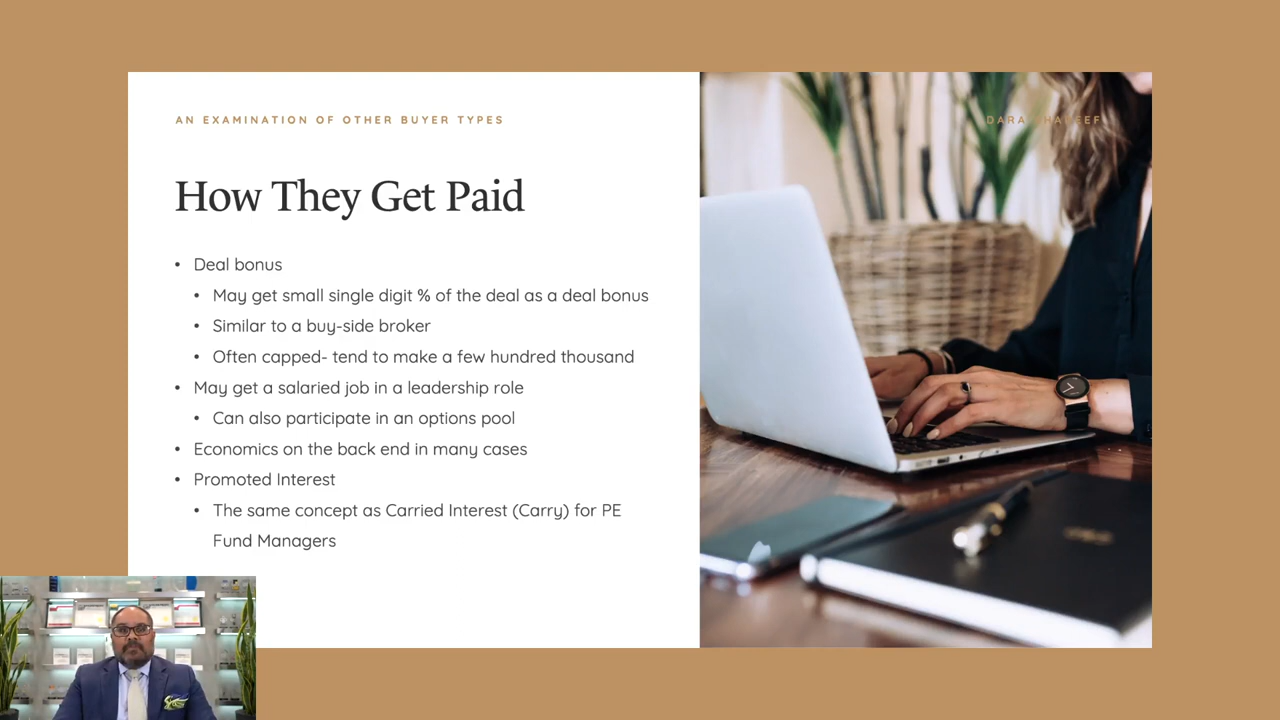 AN EXAMINATION OF OTHER BUYER TYPES
DARA
How They Get Paid
• Deal bonus
• May get small single digit % of the deal as a deal bonus
• Similar to a buy-side broker
• Often capped- tend to make a few hundred thousand
• May get a salaried job in a leadership role
• Can also participate in an options pool
• Economics on the back end in many cases
• Promoted Interest
• The same concept as Carried Interest (Carry) for PE
Fund Managers